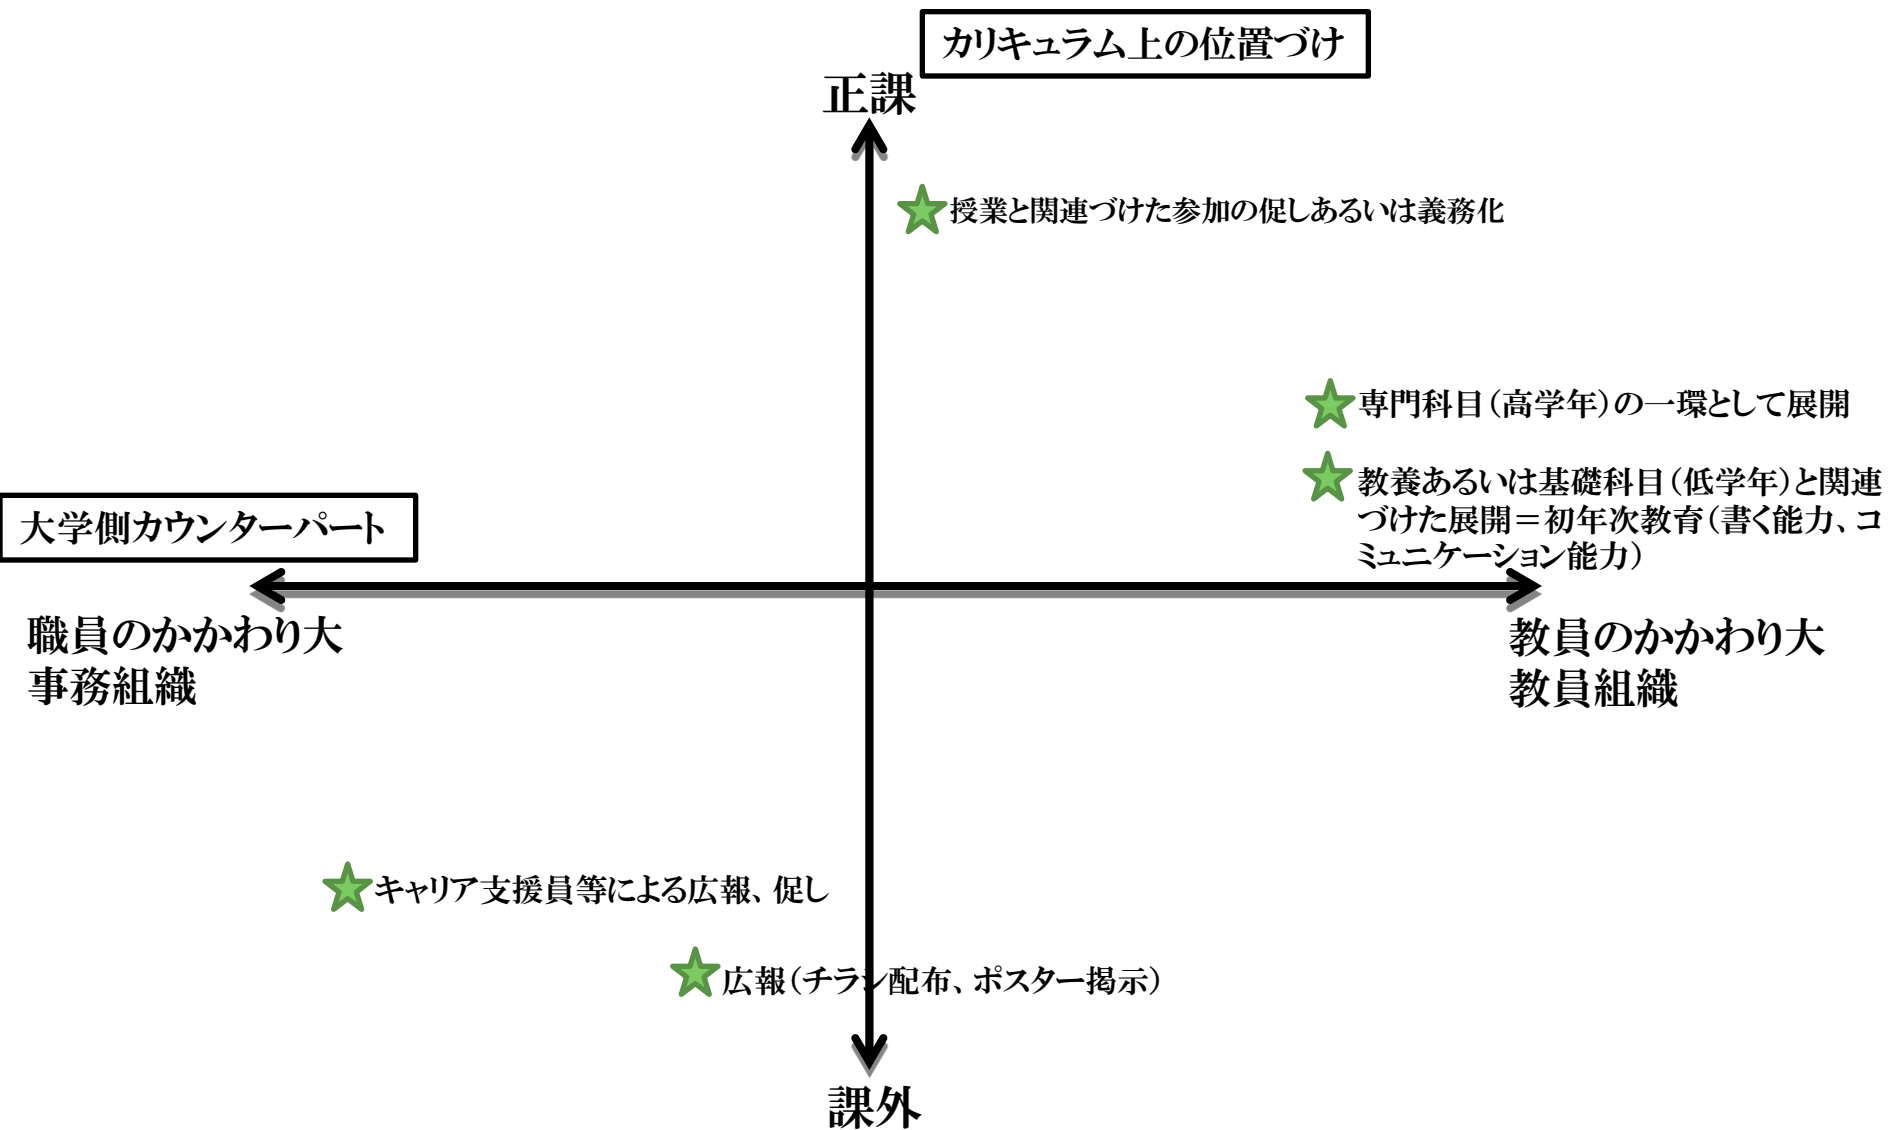 カリキュラム上の位置づけ
正課
授業と関連づけた参加の促しあるいは義務化
専門科目（高学年）の一環として展開
教養あるいは基礎科目（低学年）と関連
づけた展開＝初年次教育（書く能力、コ
ミュニケーション能力）
大学側カウンターパート
職員のかかわり大
事務組織
教員のかかわり大
教員組織
キャリア支援員等による広報、促し
広報（チラシ配布、ポスター掲示）
課外